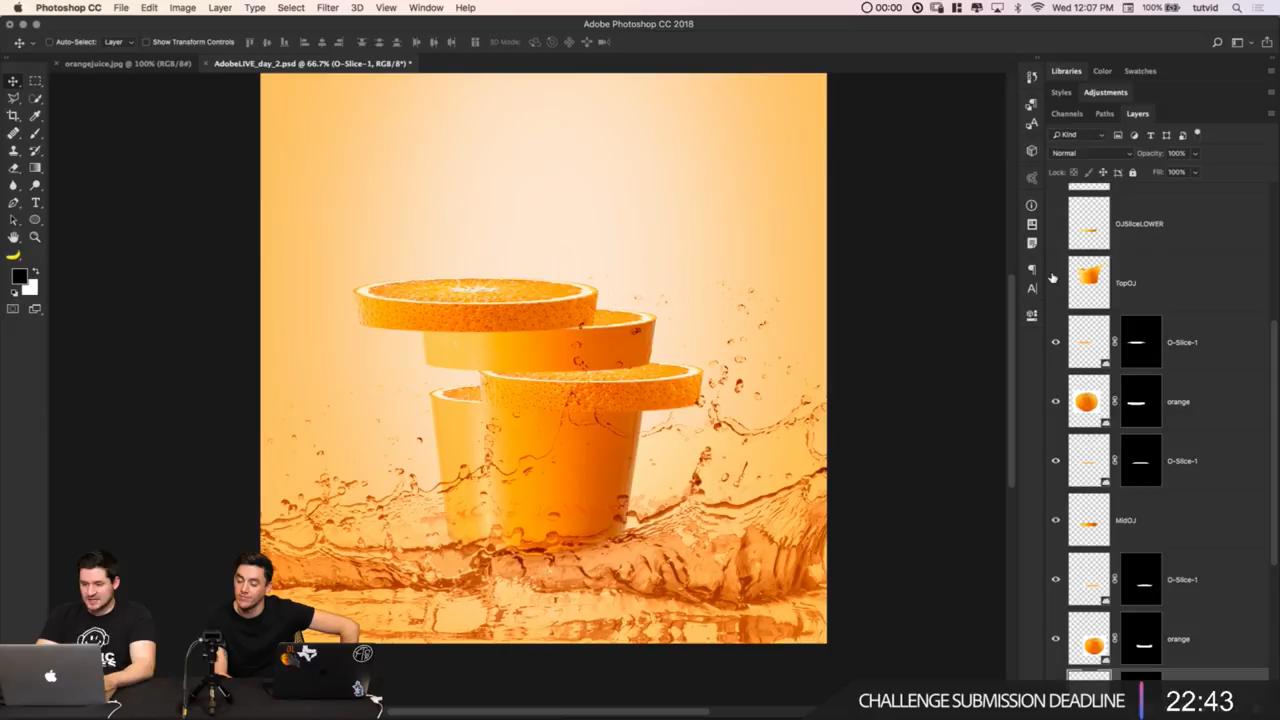 Photoshop CC File Edit Image Layer Type Select Filter 3D View Window Help
00:00 Wed 12:07 PM 100% tutvid
Adobe Photoshop CC 2018
Auto-Select: Layer Show Transform Controls 3D Mode:
× orangejuice.jpg @ 100% (RGB/8#) × AdobeLIVE_day_2.psd @ 66.7% (O-Slice-1, RGB/8*) *
Libraries Color Swatches
Styles Adjustments
Channels Paths Layers
Kind
Normal Opacity: 100%
Lock: Fill: 100%
OJSliceLOWER
TopOJ
O-Slice-1
orange
O-Slice-1
MidOJ
O-Slice-1
orange
CHALLENGE SUBMISSION DEADLINE 22:43